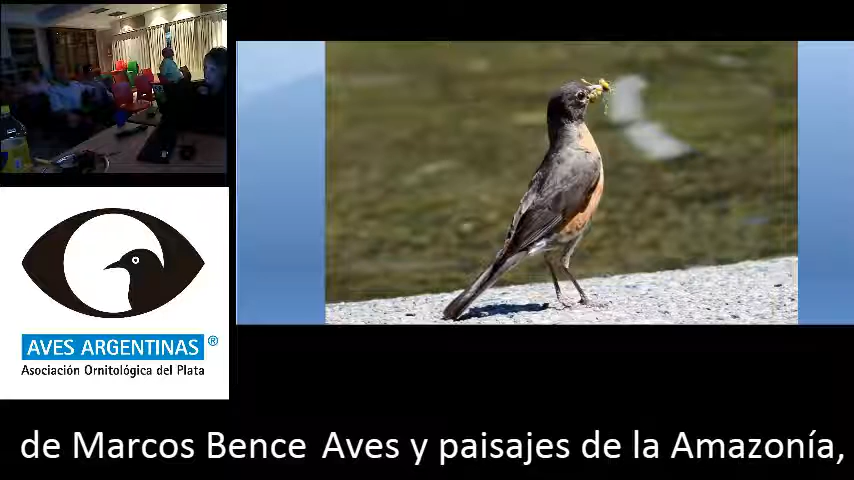 AVES ARGENTINAS ®
Asociación Ornitológica del Plata
de Marcos Bence Aves y paisajes de la Amazonía,